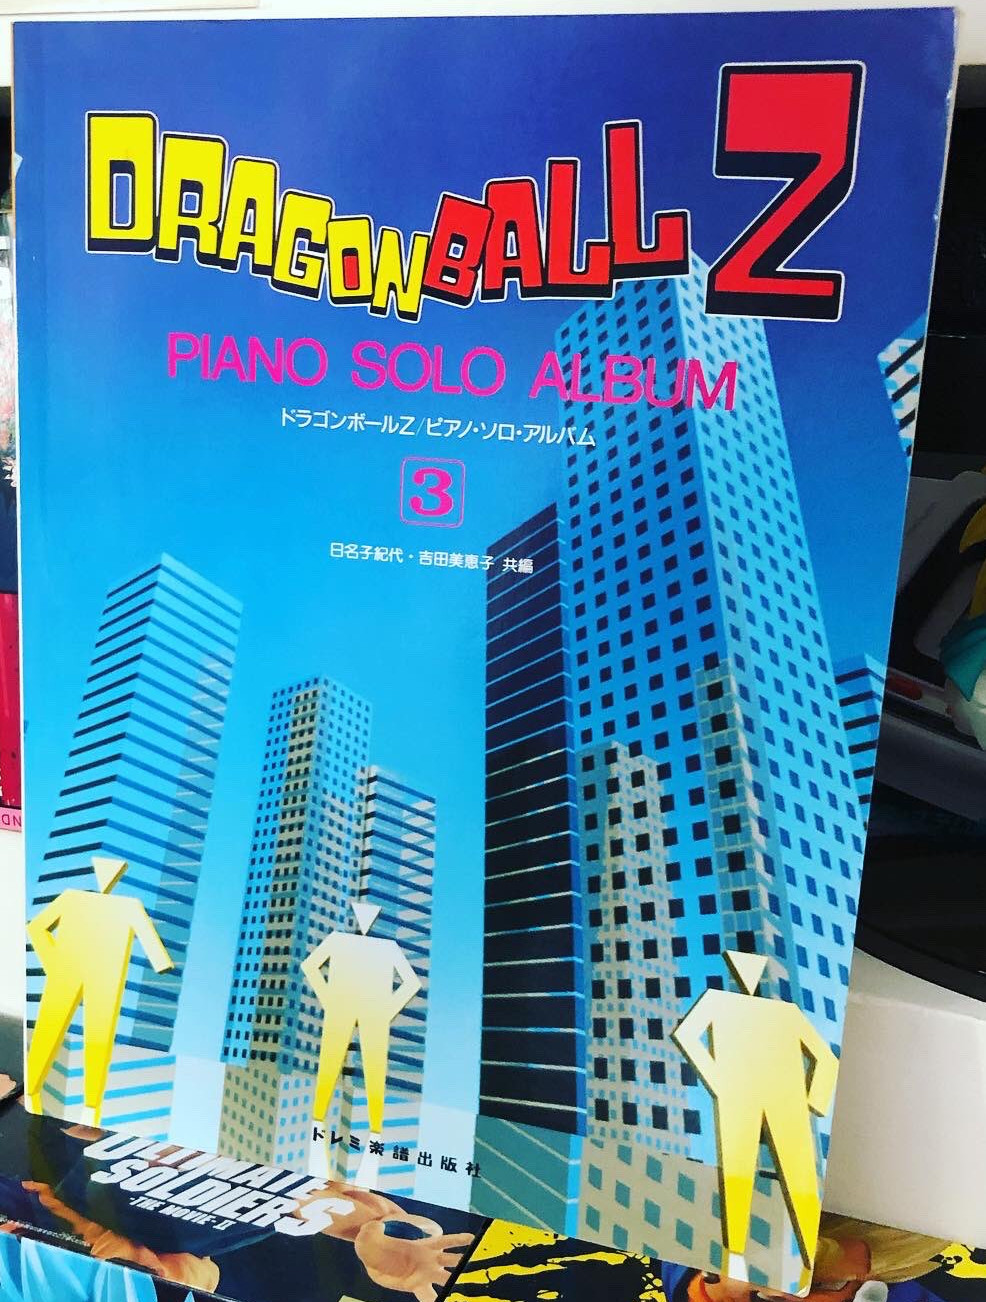 DRAGONBALL Z
PIANO SOLO ALBUM
ドラゴンボールZ/ピアノ・ソロ・アルバム
3
日名子紀代・吉田美恵子 共編
ドレミ楽譜出版社
ULTIMATE
SOLDIERS
-THE MOVIE- II